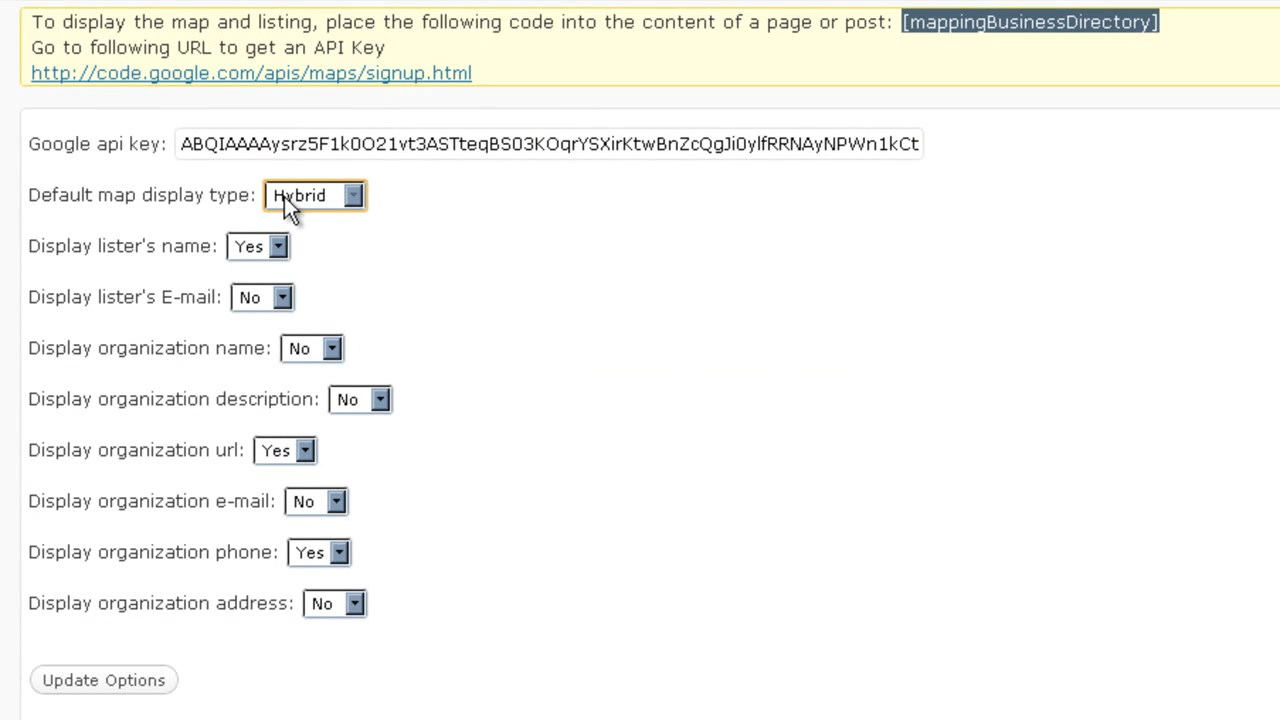 To display the map and listing, place the following code into the content of a page or post: [mappingBusinessDirectory]
Go to following URL to get an API Key
http://code.google.com/apis/maps/signup.html
Google api key: ABQIAAAAysrz5F1k0O21vt3ASTteqBS03KOqrYSXirKtwBnZcQgJi0ylfRRNAyNPWn1kCt
Default map display type: Hybrid
Display lister's name: Yes
Display lister's E-mail: No
Display organization name: No
Display organization description: No
Display organization url: Yes
Display organization e-mail: No
Display organization phone: Yes
Display organization address: No
Update Options